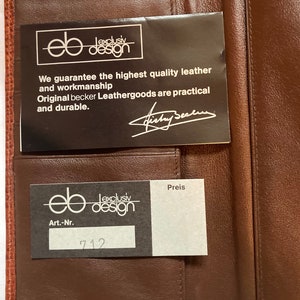 eb exclusiv
design
We guarantee the highest quality leather
and workmanship
Original becker Leathergoods are practical
and durable.
eb exclusiv
design
Preis
Art.-Nr.
712